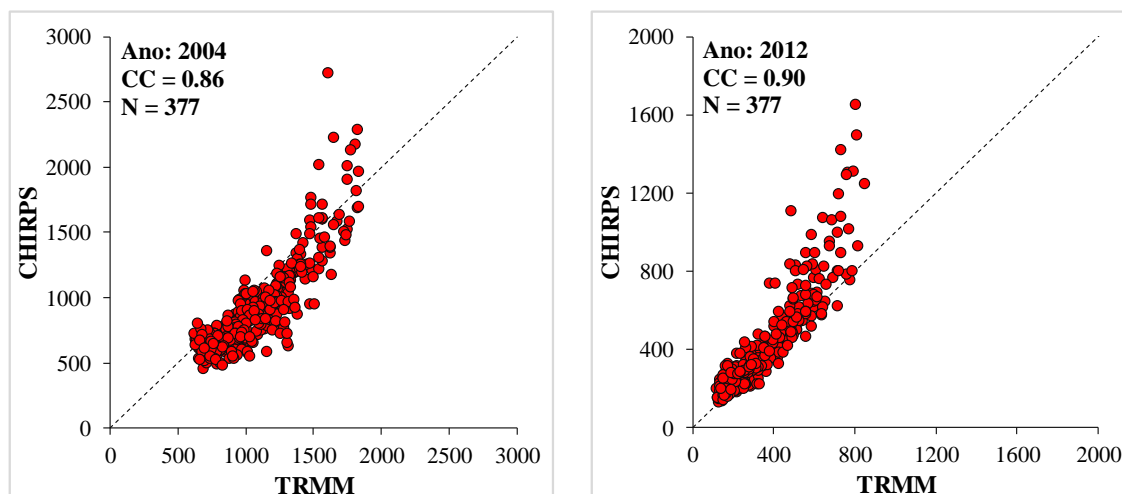 Ano: 2004
CC = 0.86
N = 377
CHIRPS
3000
2500
2000
1500
1000
500
0
0 500 1000 1500 2000 2500 3000
TRMM
Ano: 2012
CC = 0.90
N = 377
CHIRPS
2000
1600
1200
800
400
0
0 400 800 1200 1600 2000
TRMM